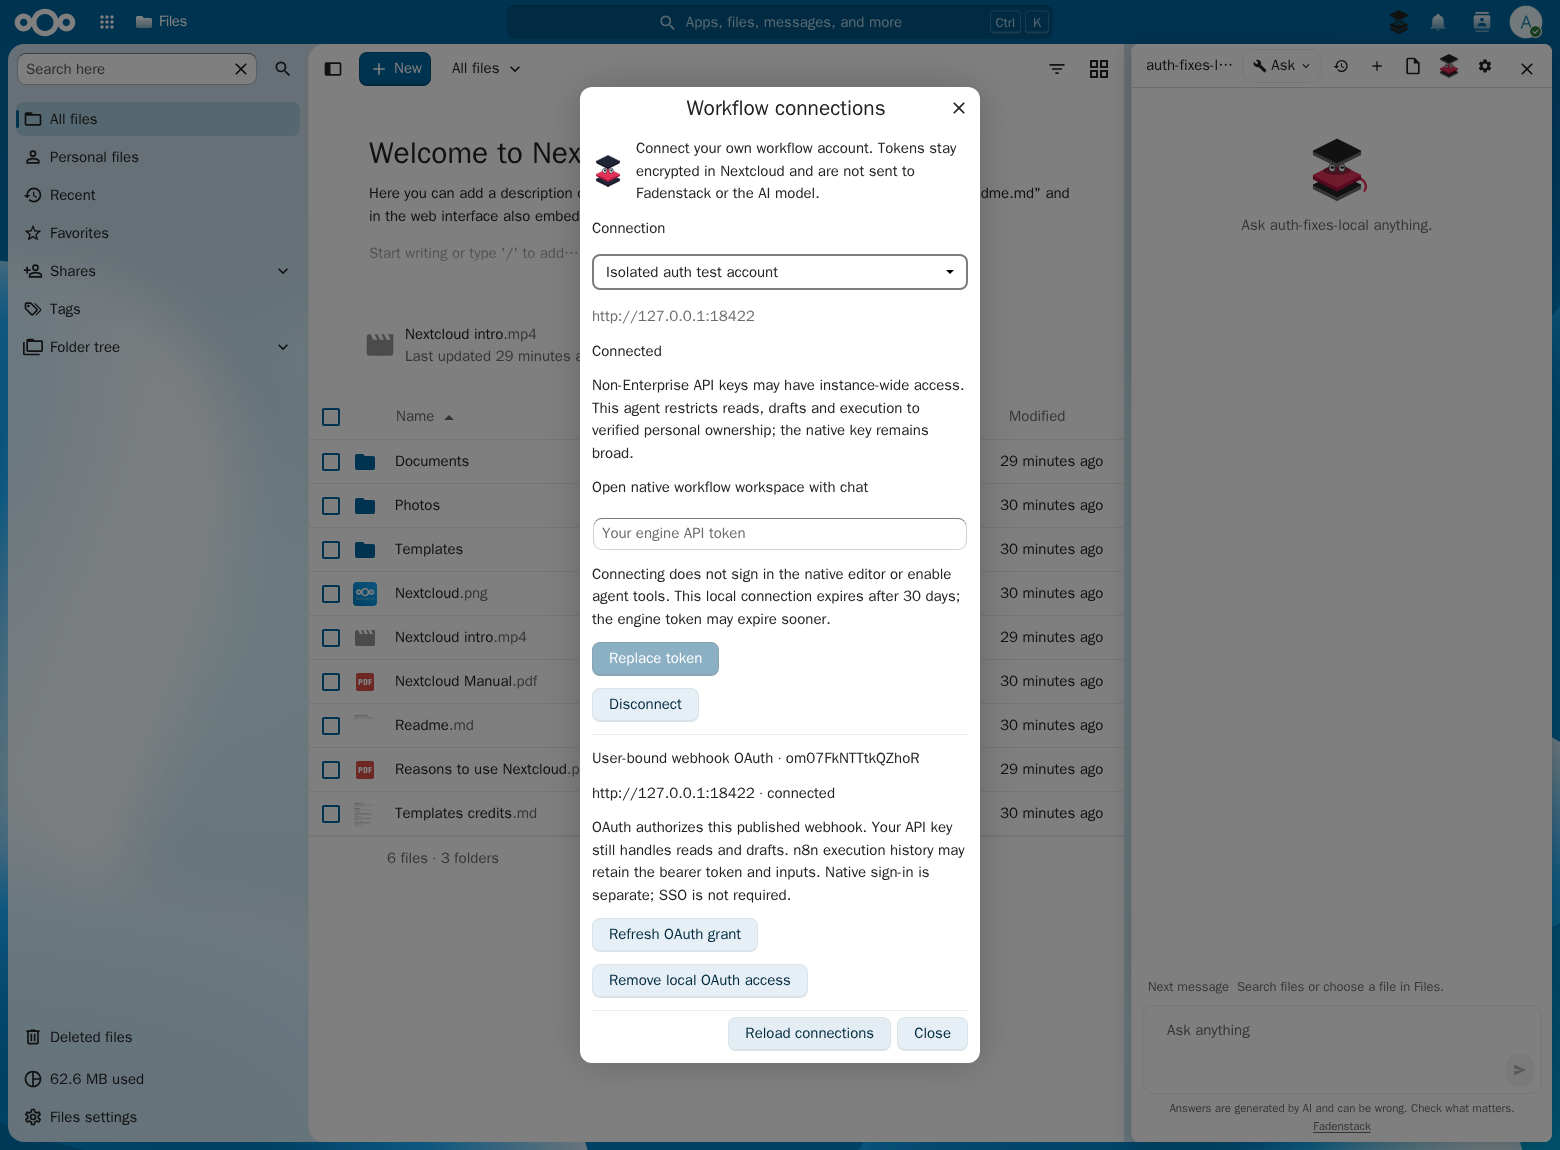 Files
Apps, files, messages, and more
Ctrl
K
A
Search here
All files
Personal files
Recent
Favorites
Shares
Tags
Folder tree
Deleted files
62.6 MB used
Files settings
New
All files
Welcome to Nex
Here you can add a description
dme.md" and
in the web interface also embed
Start writing or type '/' to add···
Nextcloud intro.mp4
Last updated 29 minutes a
Name
Modified
Documents
29 minutes ago
Photos
30 minutes ago
Templates
30 minutes ago
Nextcloud.png
30 minutes ago
Nextcloud intro.mp4
29 minutes ago
PDF
Nextcloud Manual.pdf
30 minutes ago
Readme.md
30 minutes ago
PDF
Reasons to use Nextcloud.p
29 minutes ago
Templates credits.md
30 minutes ago
6 files · 3 folders
Workflow connections
Connect your own workflow account. Tokens stay
encrypted in Nextcloud and are not sent to
Fadenstack or the AI model.
Connection
Isolated auth test account
http://127.0.0.1:18422
Connected
Non-Enterprise API keys may have instance-wide access.
This agent restricts reads, drafts and execution to
verified personal ownership; the native key remains
broad.
Open native workflow workspace with chat
Your engine API token
Connecting does not sign in the native editor or enable
agent tools. This local connection expires after 30 days;
the engine token may expire sooner.
Replace token
Disconnect
User-bound webhook OAuth · om07FkNTTtkQZhoR
http://127.0.0.1:18422 · connected
OAuth authorizes this published webhook. Your API key
still handles reads and drafts. n8n execution history may
retain the bearer token and inputs. Native sign-in is
separate; SSO is not required.
Refresh OAuth grant
Remove local OAuth access
Reload connections
Close
auth-fixes-l···
Ask
Ask auth-fixes-local anything.
Next message Search files or choose a file in Files.
Ask anything
Answers are generated by AI and can be wrong. Check what matters.
Fadenstack